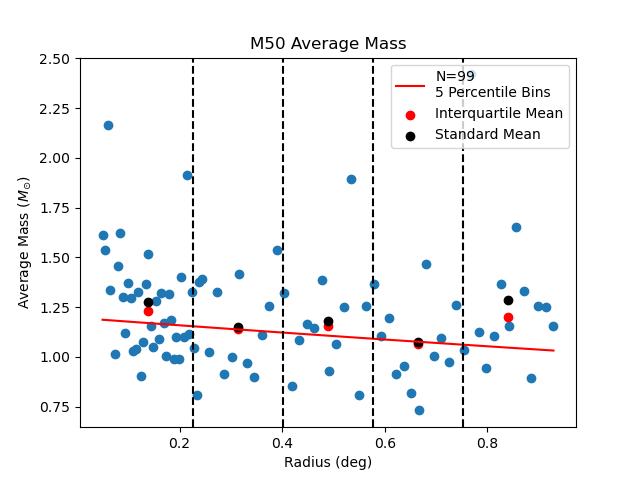 M50 Average Mass
2.50
2.25
2.00
1.75
1.50
1.25
1.00
0.75
Average Mass (M⊙)
N=99
5 Percentile Bins
Interquartile Mean
Standard Mean
0.2 0.4 0.6 0.8
Radius (deg)